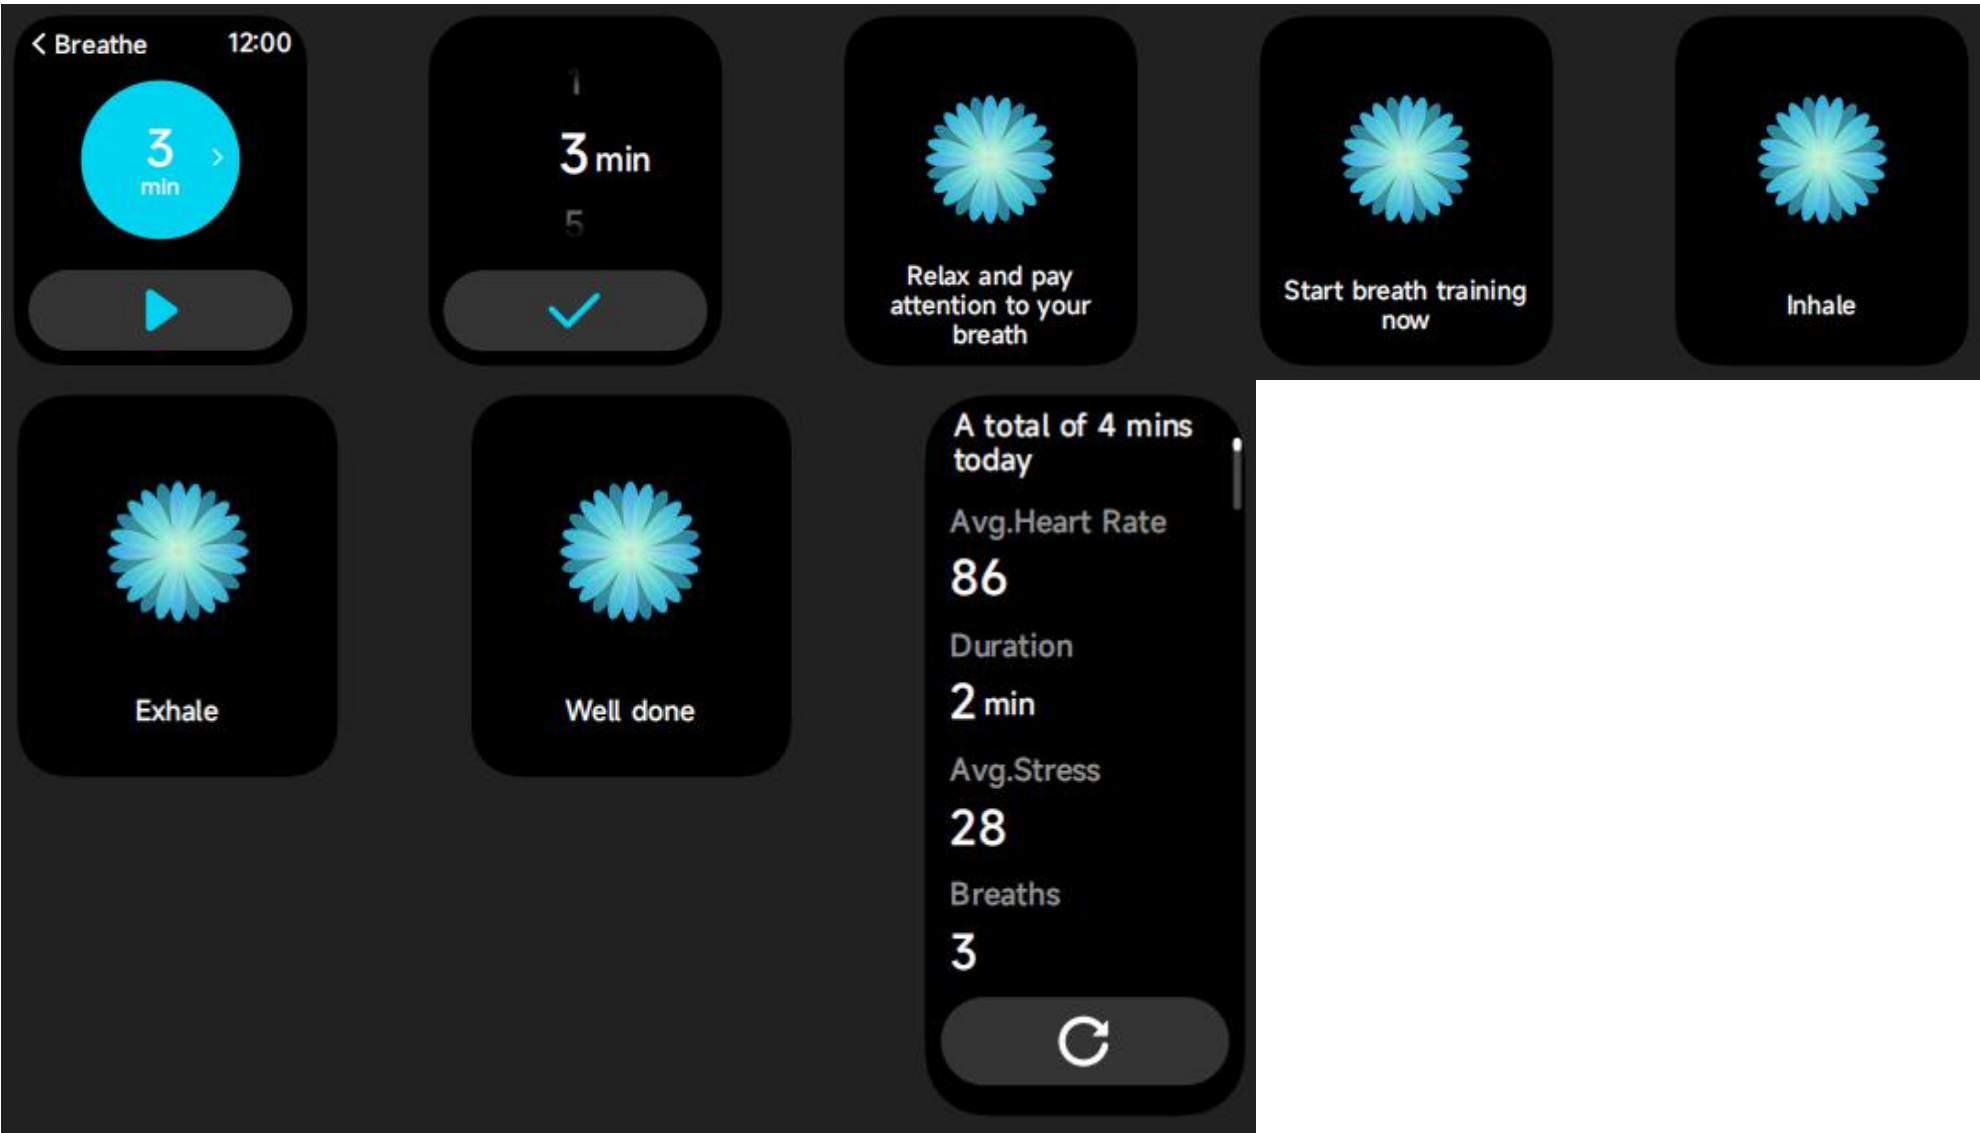 Breathe 12:00
3
min
1
3 min
5
Relax and pay
attention to your
breath
Start breath training
now
Inhale
Exhale
Well done
A total of 4 mins
today
Avg.Heart Rate
86
Duration
2 min
Avg.Stress
28
Breaths
3